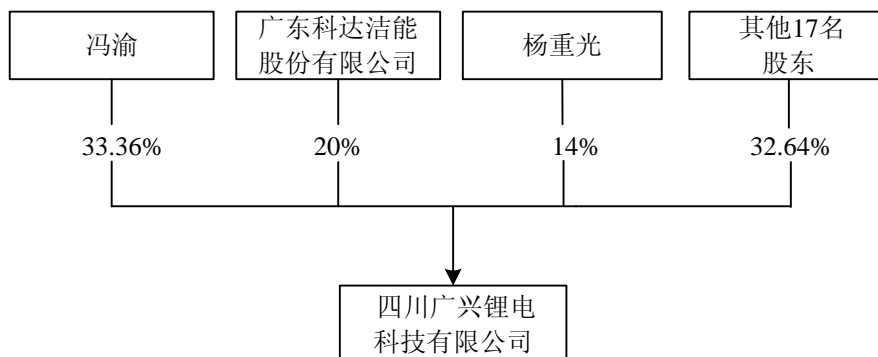 冯渝
广东科达洁能
股份有限公司
杨重光
其他17名
股东
33.36%
20%
14%
32.64%
四川广兴锂电
科技有限公司